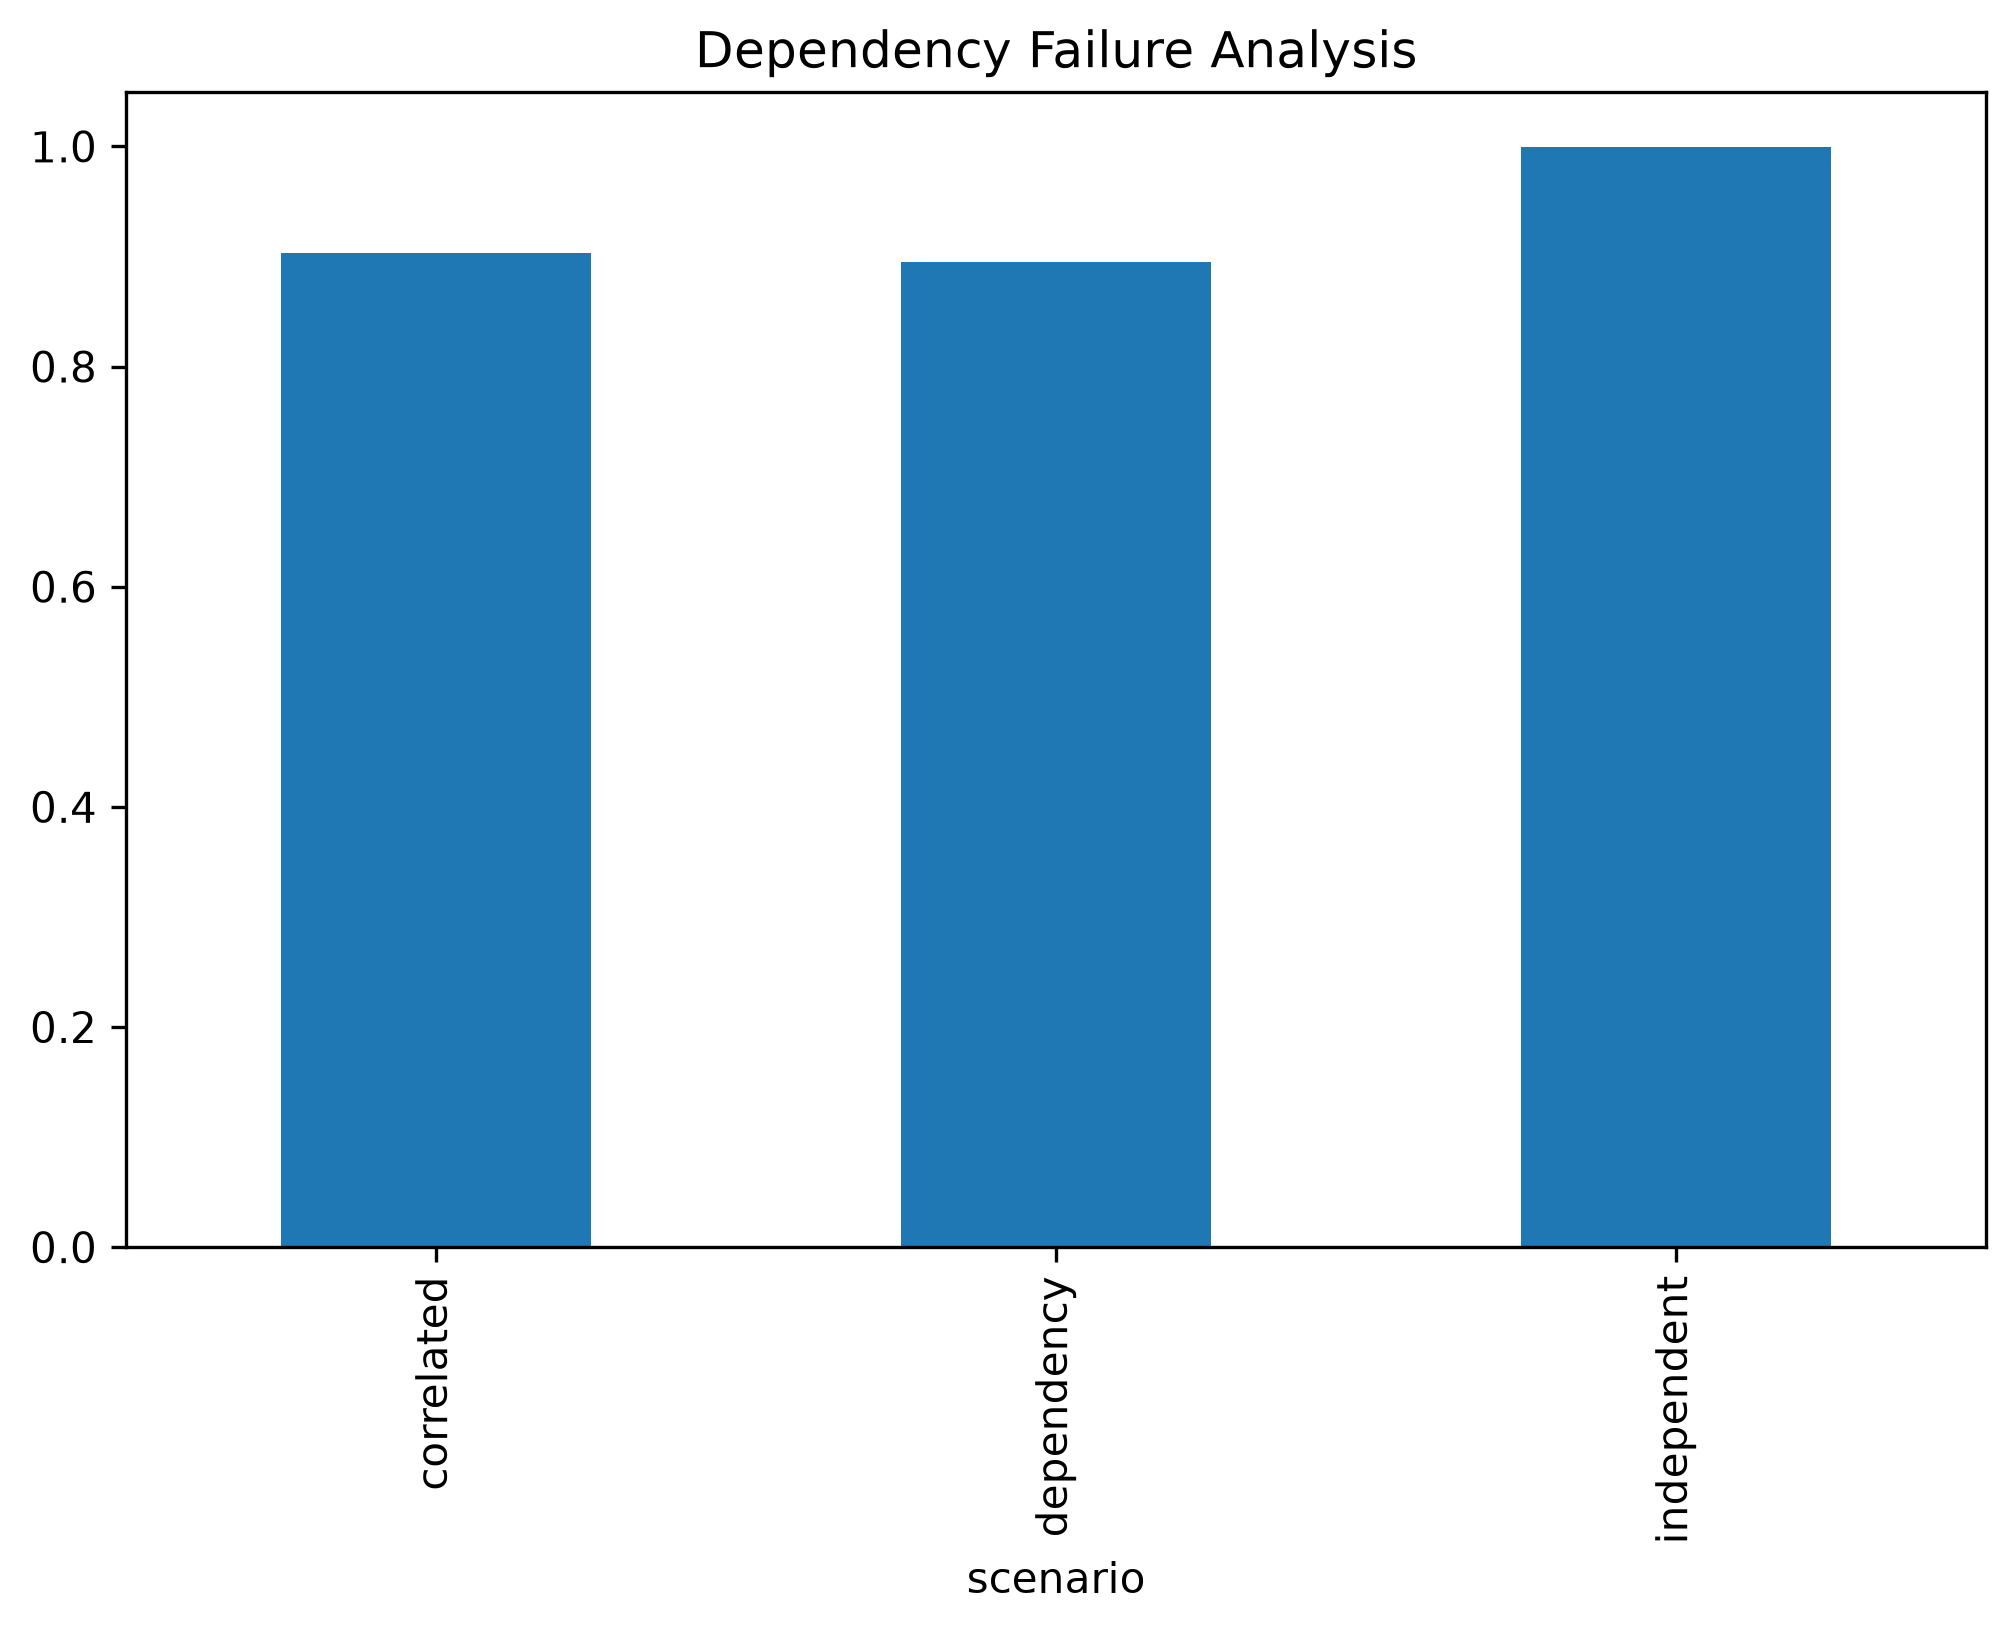 Dependency Failure Analysis
1.0
0.8
0.6
0.4
0.2
0.0
correlated
dependency
independent
scenario